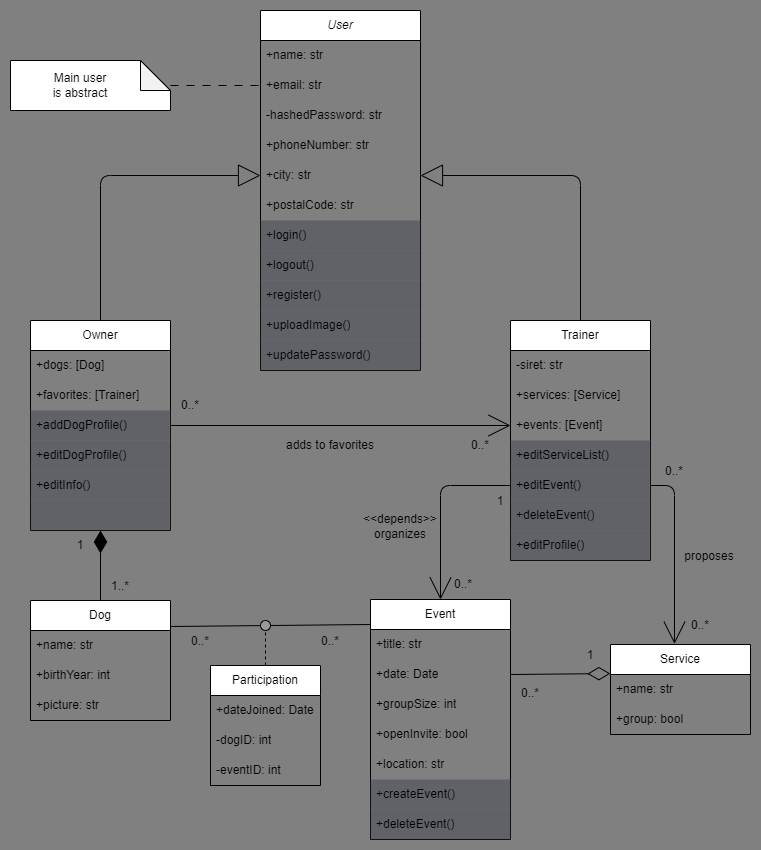 User
+name: str
+email: str
-hashedPassword: str
+phoneNumber: str
+city: str
+postalCode: str
+login()
+logout()
+register()
+uploadImage()
+updatePassword()
Main user
is abstract
Owner
+dogs: [Dog]
+favorites: [Trainer]
+addDogProfile()
+editDogProfile()
+editInfo()
0..*
adds to favorites
0..*
Trainer
-siret: str
+services: [Service]
+events: [Event]
+editServiceList()
+editEvent()
+deleteEvent()
+editProfile()
1
<<depends>>
organizes
0..*
0..*
proposes
0..*
1
1..*
Dog
+name: str
+birthYear: int
+picture: str
0..*
0..*
Participation
+dateJoined: Date
-dogID: int
-eventID: int
Event
+title: str
+date: Date
+groupSize: int
+openInvite: bool
+location: str
+createEvent()
+deleteEvent()
0..*
1
Service
+name: str
+group: bool